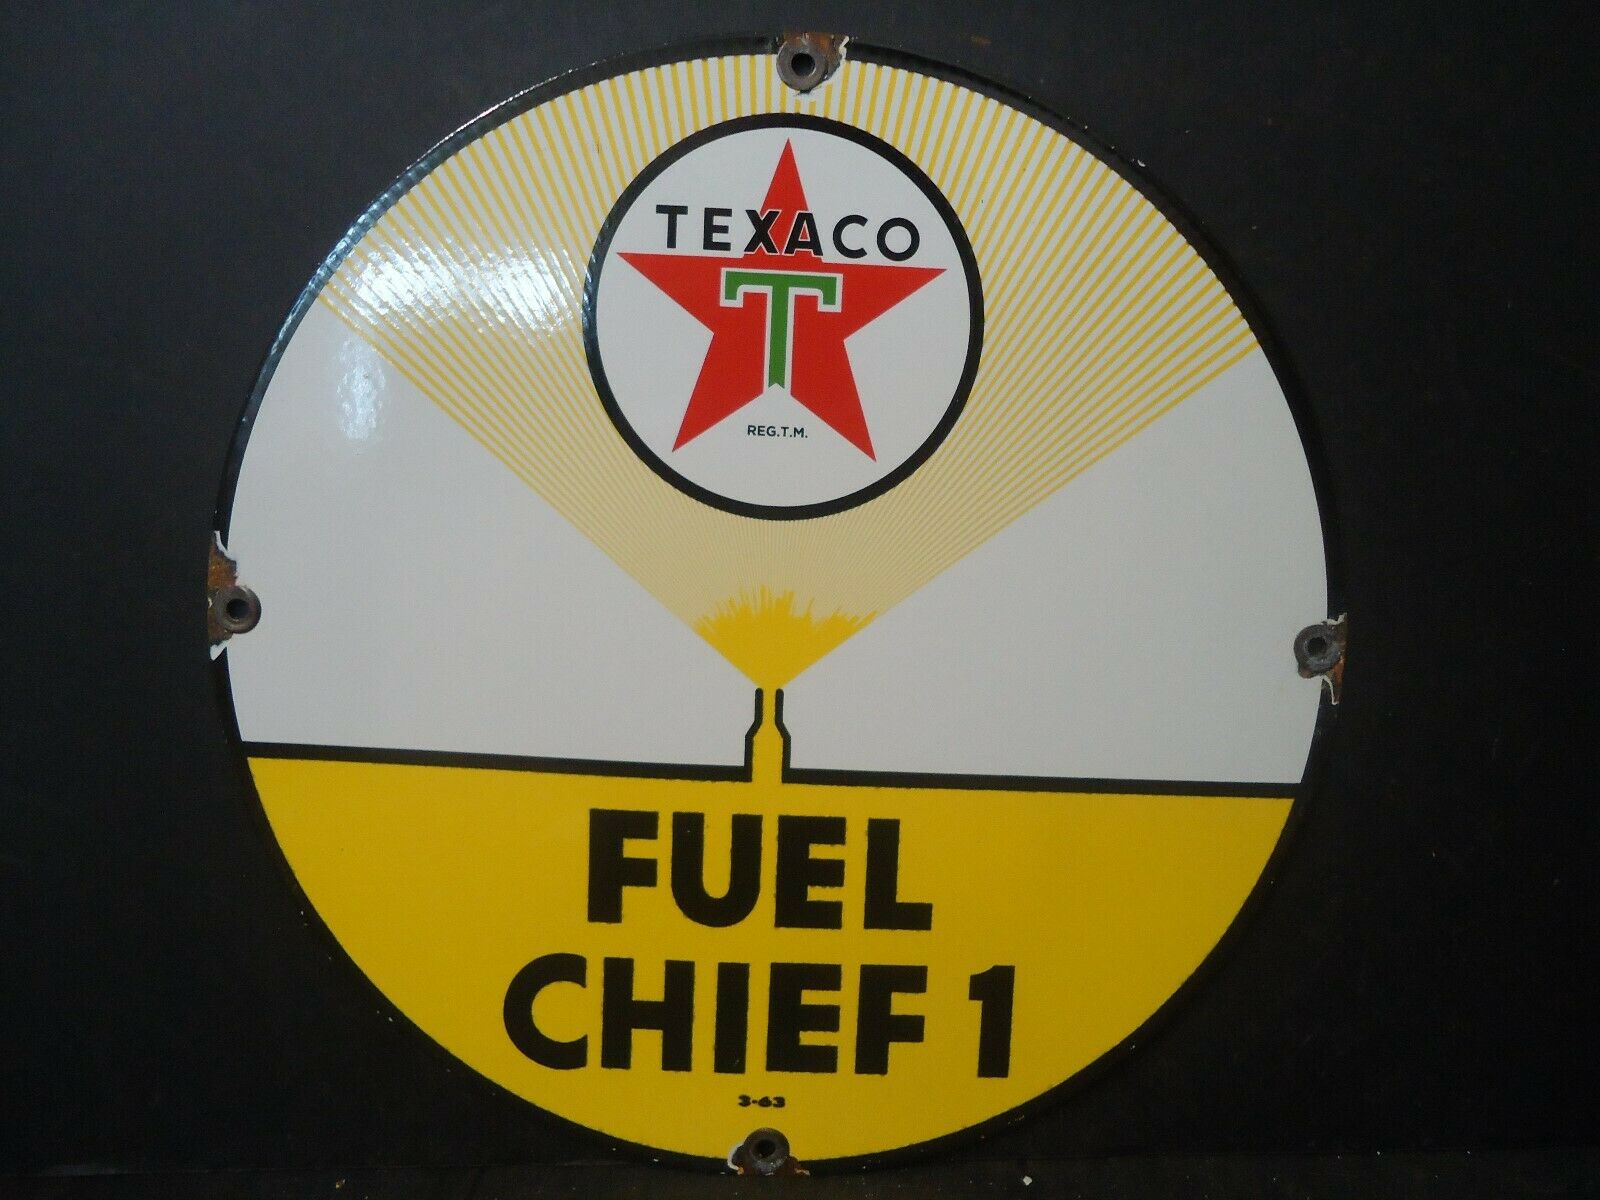 TEXACO
T
REG.T.M.
FUEL
CHIEF 1
3-63